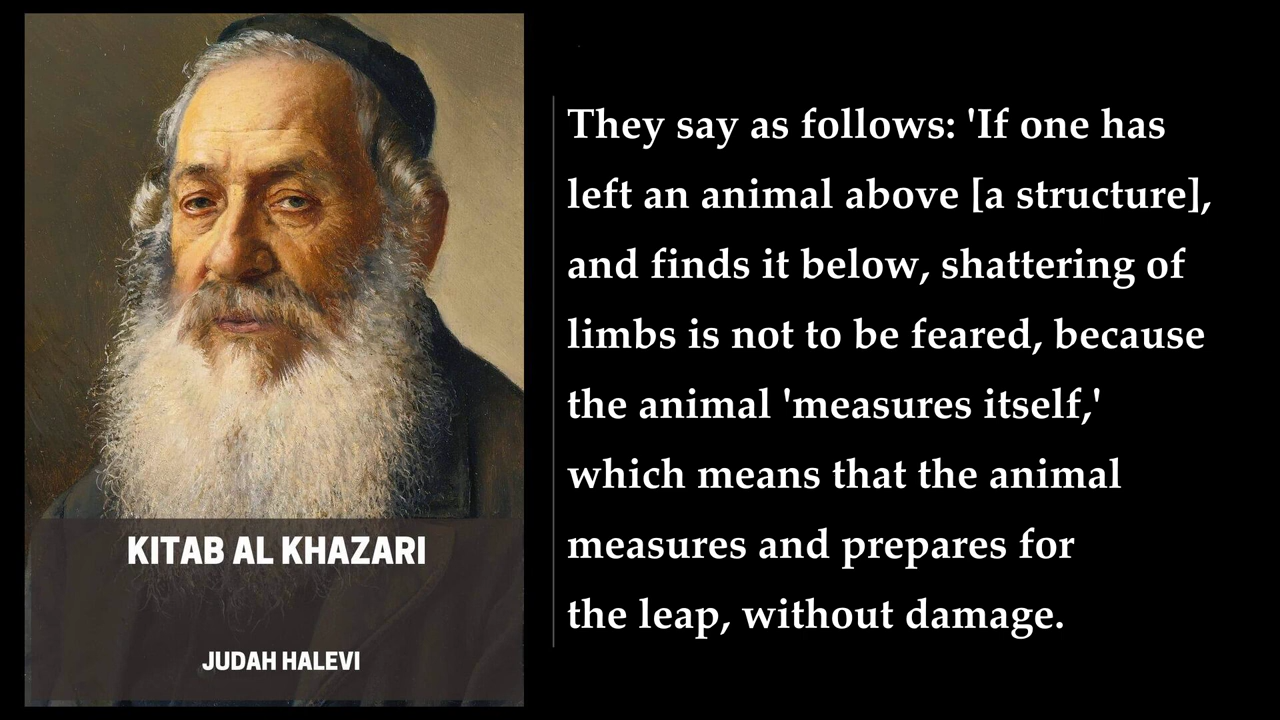 KITAB AL KHAZARI
JUDAH HALEVI
They say as follows: 'If one has
left an animal above [a structure],
and finds it below, shattering of
limbs is not to be feared, because
the animal 'measures itself,'
which means that the animal
measures and prepares for
the leap, without damage.